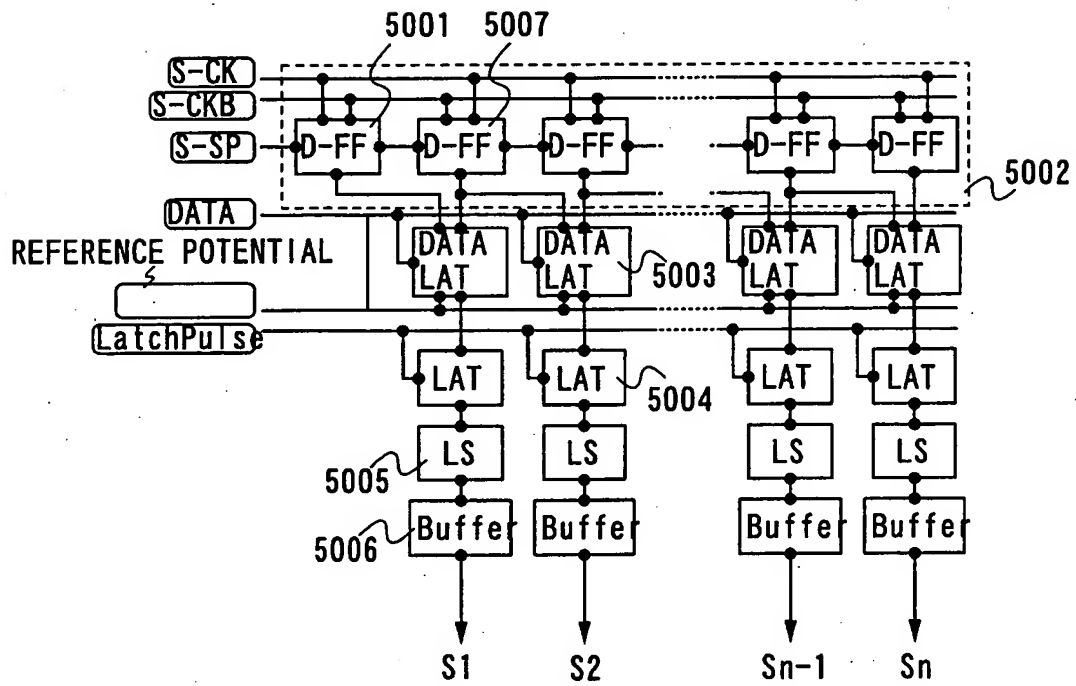 5001 5007
S-CK
S-CKB
S-SP
D-FF D-FF D-FF D-FF D-FF
5002
DATA
REFERENCE POTENTIAL
DATA LAT DATA LAT DATA LAT DATA LAT
5003
LatchPulse
LAT LAT LAT LAT
5004
LS LS LS LS
5005
Buffer Buffer Buffer Buffer
5006
S1 S2 Sn-1 Sn